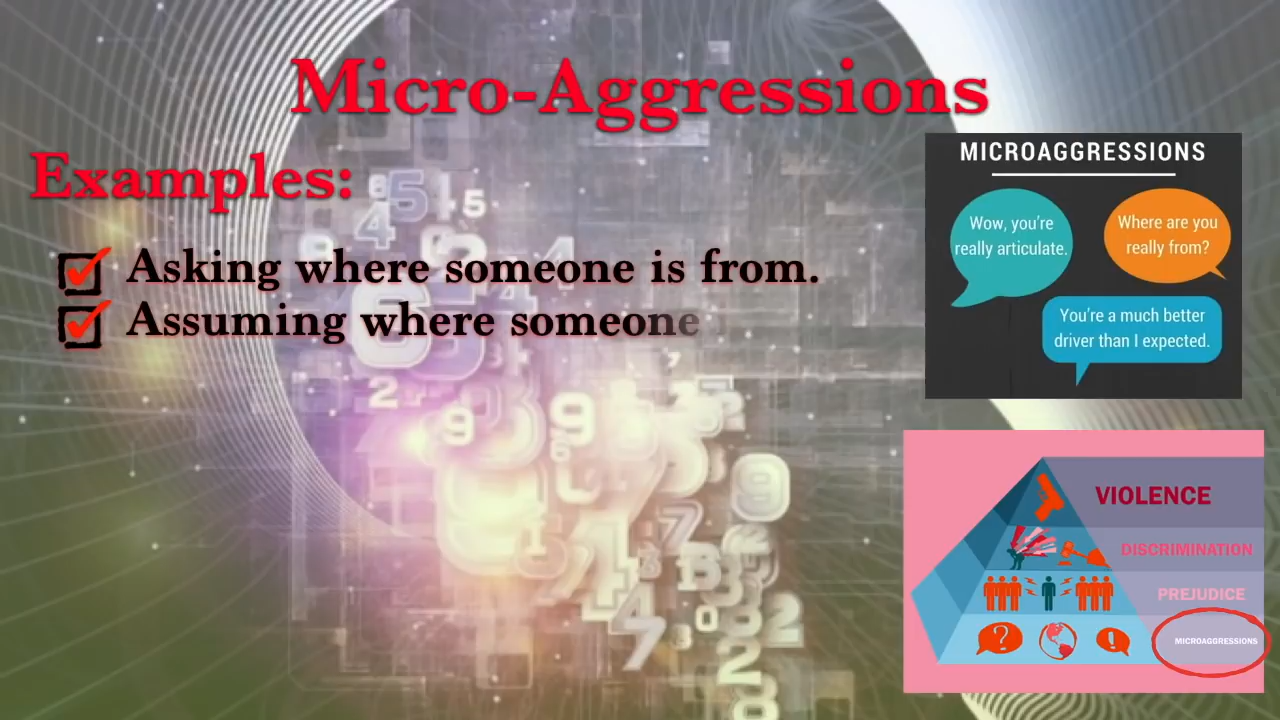 Micro-Aggressions
Examples:
Asking where someone is from.
Assuming where someone
MICROAGGRESSIONS
Wow, you're
really articulate.
Where are you
really from?
You're a much better
driver than I expected.
VIOLENCE
DISCRIMINATION
PREJUDICE
MICROAGGRESSIONS